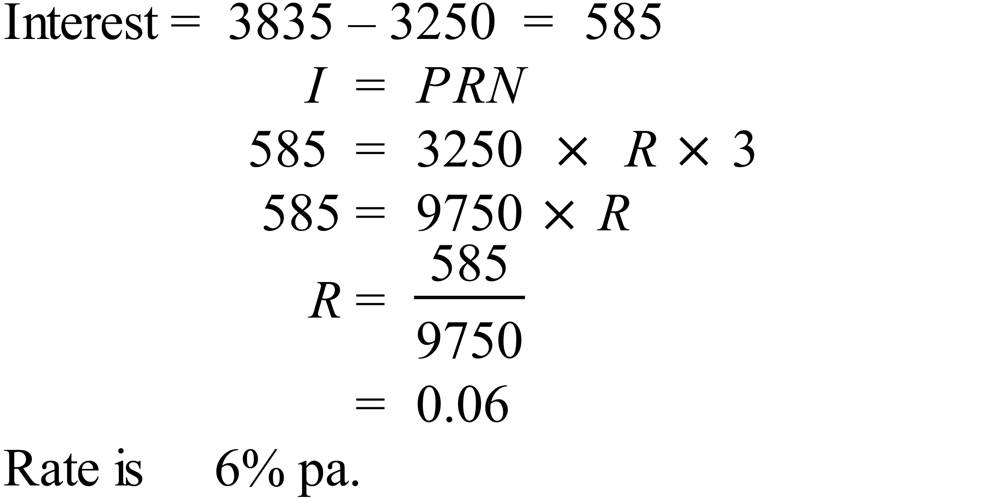 Interest = 3835 – 3250 = 585
I = PRN
585 = 3250 × R × 3
585 = 9750 × R
R = 585/9750
= 0.06
Rate is 6% pa.